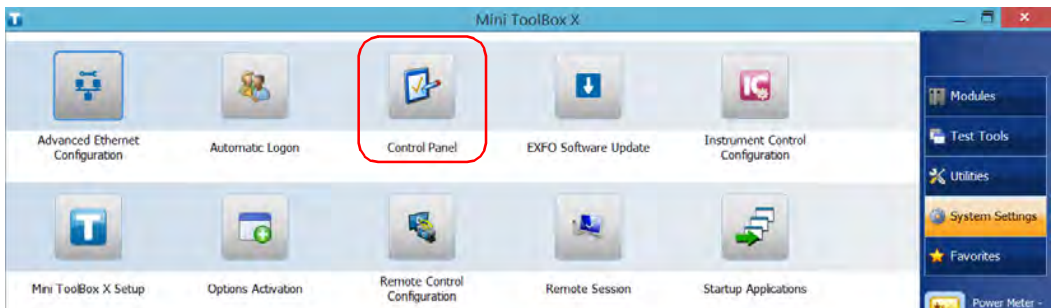 Mini ToolBox X
Advanced Ethernet
Configuration
Automatic Logon
Control Panel
EXFO Software Update
Instrument Control
Configuration
Mini ToolBox X Setup
Options Activation
Remote Control
Configuration
Remote Session
Startup Applications
Modules
Test Tools
Utilities
System Settings
Favorites
Power Meter -